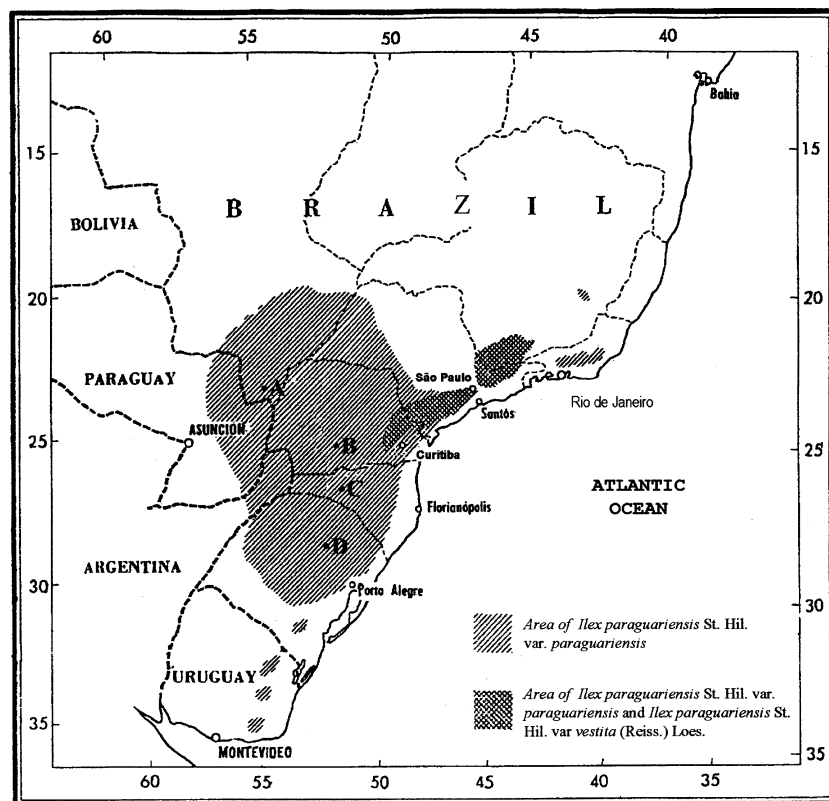 60 55 50 45 40 39
Bahia
15 15
B R A Z I L
BOLIVIA
20 20
PARAGUAY
São Paulo
A
Santós
Rio de Janeiro
ASUNCION
25 25
B
Curitiba
C
ATLANTIC
OCEAN
Florianópolis
D
ARGENTINA
30 30
Porto Alegre
Area of Ilex paraguariensis St. Hil.
var. paraguariensis
URUGUAY
Area of Ilex paraguariensis St. Hil. var.
paraguariensis and Ilex paraguariensis St.
Hil. var vestita (Reiss.) Loes.
35 35
MONTEVIDEO
60 55 50 45 40 35